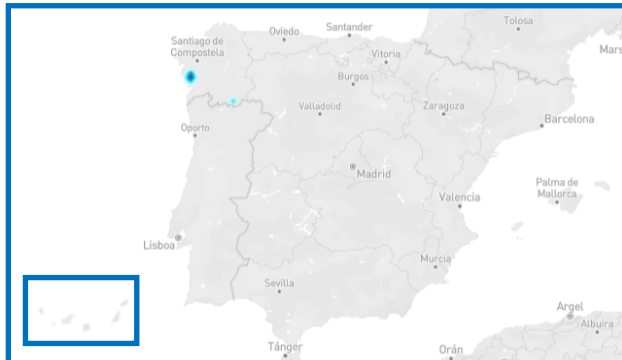 Tolosa
Oviedo
Santander
Santiago de
Compostela
Mars
Vitoria
Burgos
Valladolid
Zaragoza
Barcelona
Oporto
Madrid
Palma de
Mallorca
Valencia
Lisboa
Murcia
Sevilla
Argel
Albuira
Tánger
Orán